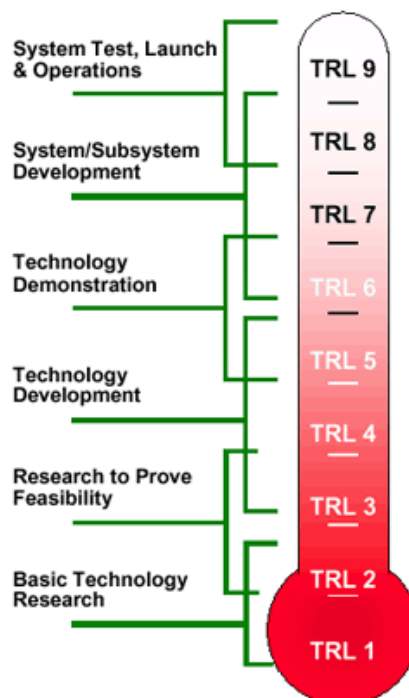 System Test, Launch
& Operations
System/Subsystem
Development
Technology
Demonstration
Technology
Development
Research to Prove
Feasibility
Basic Technology
Research
TRL 9
TRL 8
TRL 7
TRL 6
TRL 5
TRL 4
TRL 3
TRL 2
TRL 1